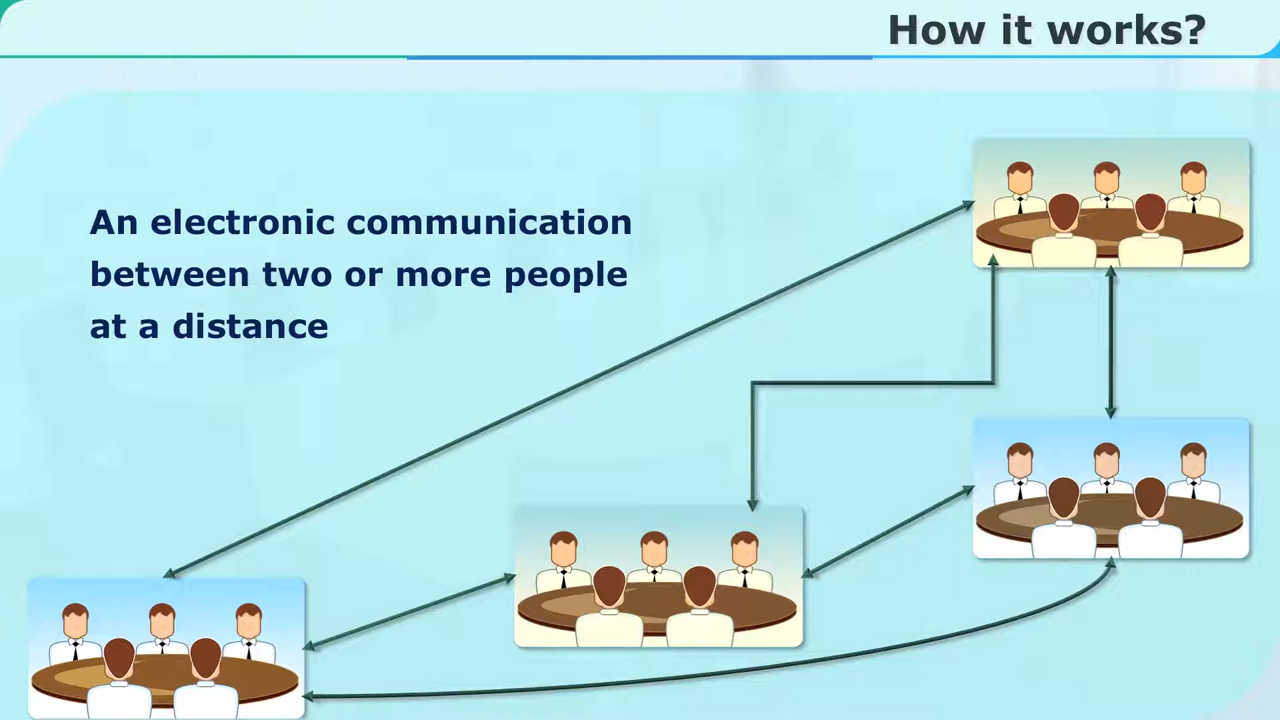 How it works?
An electronic communication
between two or more people
at a distance